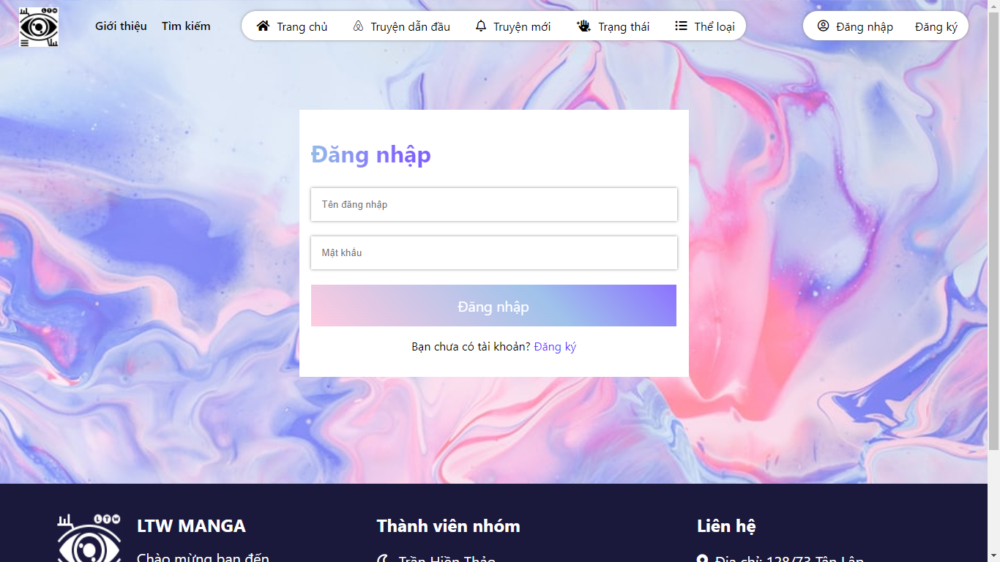 LTW
Giới thiệu Tìm kiếm Trang chủ Truyện dẫn đầu Truyện mới Trạng thái Thể loại Đăng nhập Đăng ký
Đăng nhập
Tên đăng nhập
Mật khẩu
Đăng nhập
Bạn chưa có tài khoản? Đăng ký
LTW
LTW MANGA Thành viên nhóm Liên hệ
Chào mừng bạn đến Trần Hiền Thảo Địa chỉ: 128/73 Tân Lập